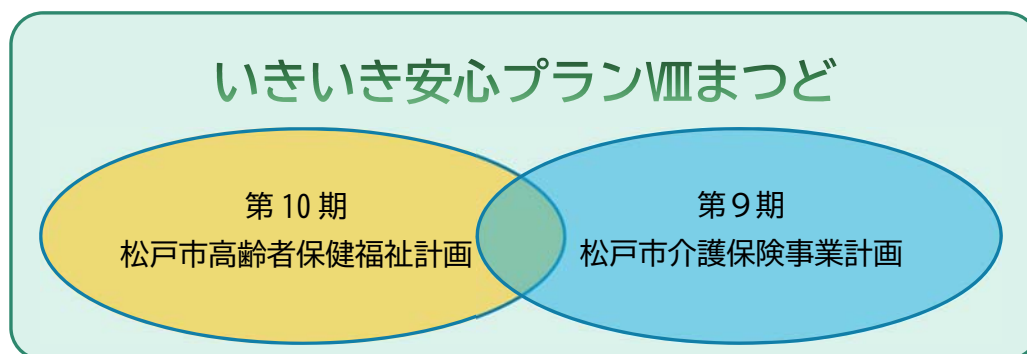 いきいき安心プランⅧまつど
第 10 期
松戸市高齢者保健福祉計画
第９期
松戸市介護保険事業計画